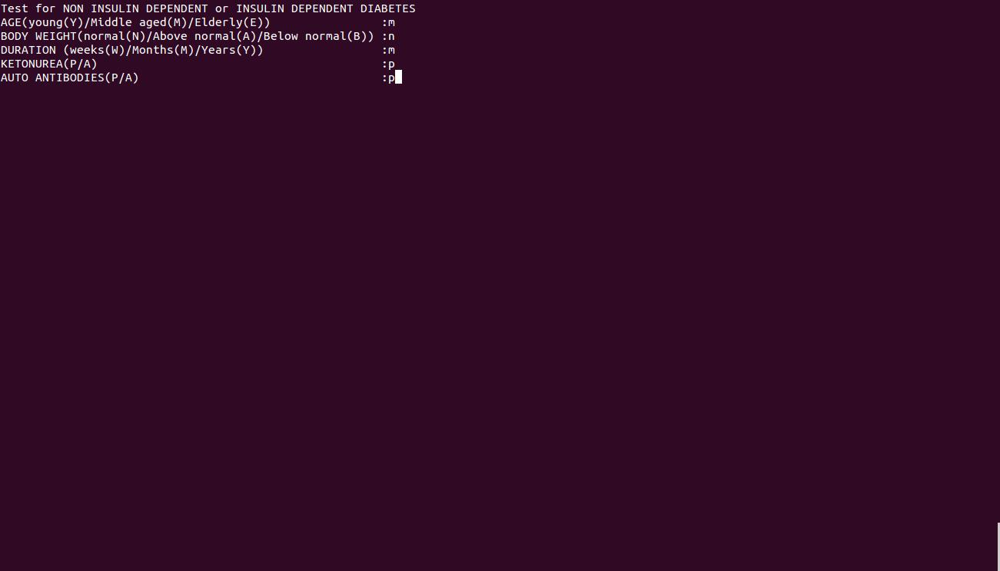 Test for NON INSULIN DEPENDENT or INSULIN DEPENDENT DIABETES
AGE(young(Y)/Middle aged(M)/Elderly(E)) :m
BODY WEIGHT(normal(N)/Above normal(A)/Below normal(B)) :n
DURATION (weeks(W)/Months(M)/Years(Y)) :m
KETONUREA(P/A) :p
AUTO ANTIBODIES(P/A) :p